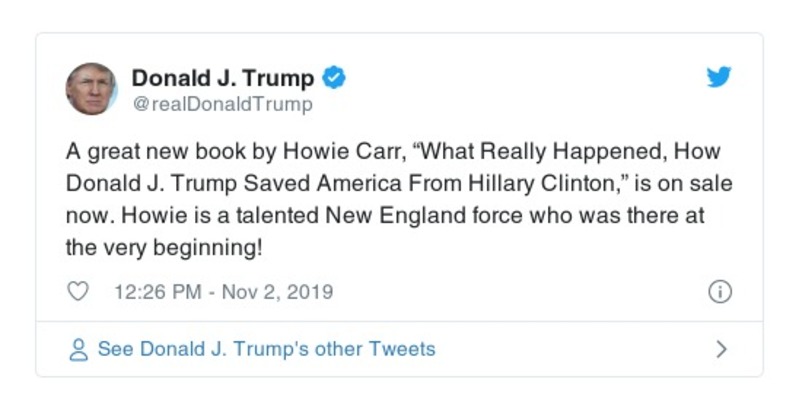 Donald J. Trump
@realDonaldTrump
A great new book by Howie Carr, “What Really Happened, How
Donald J. Trump Saved America From Hillary Clinton,” is on sale
now. Howie is a talented New England force who was there at
the very beginning!
12:26 PM - Nov 2, 2019
See Donald J. Trump's other Tweets